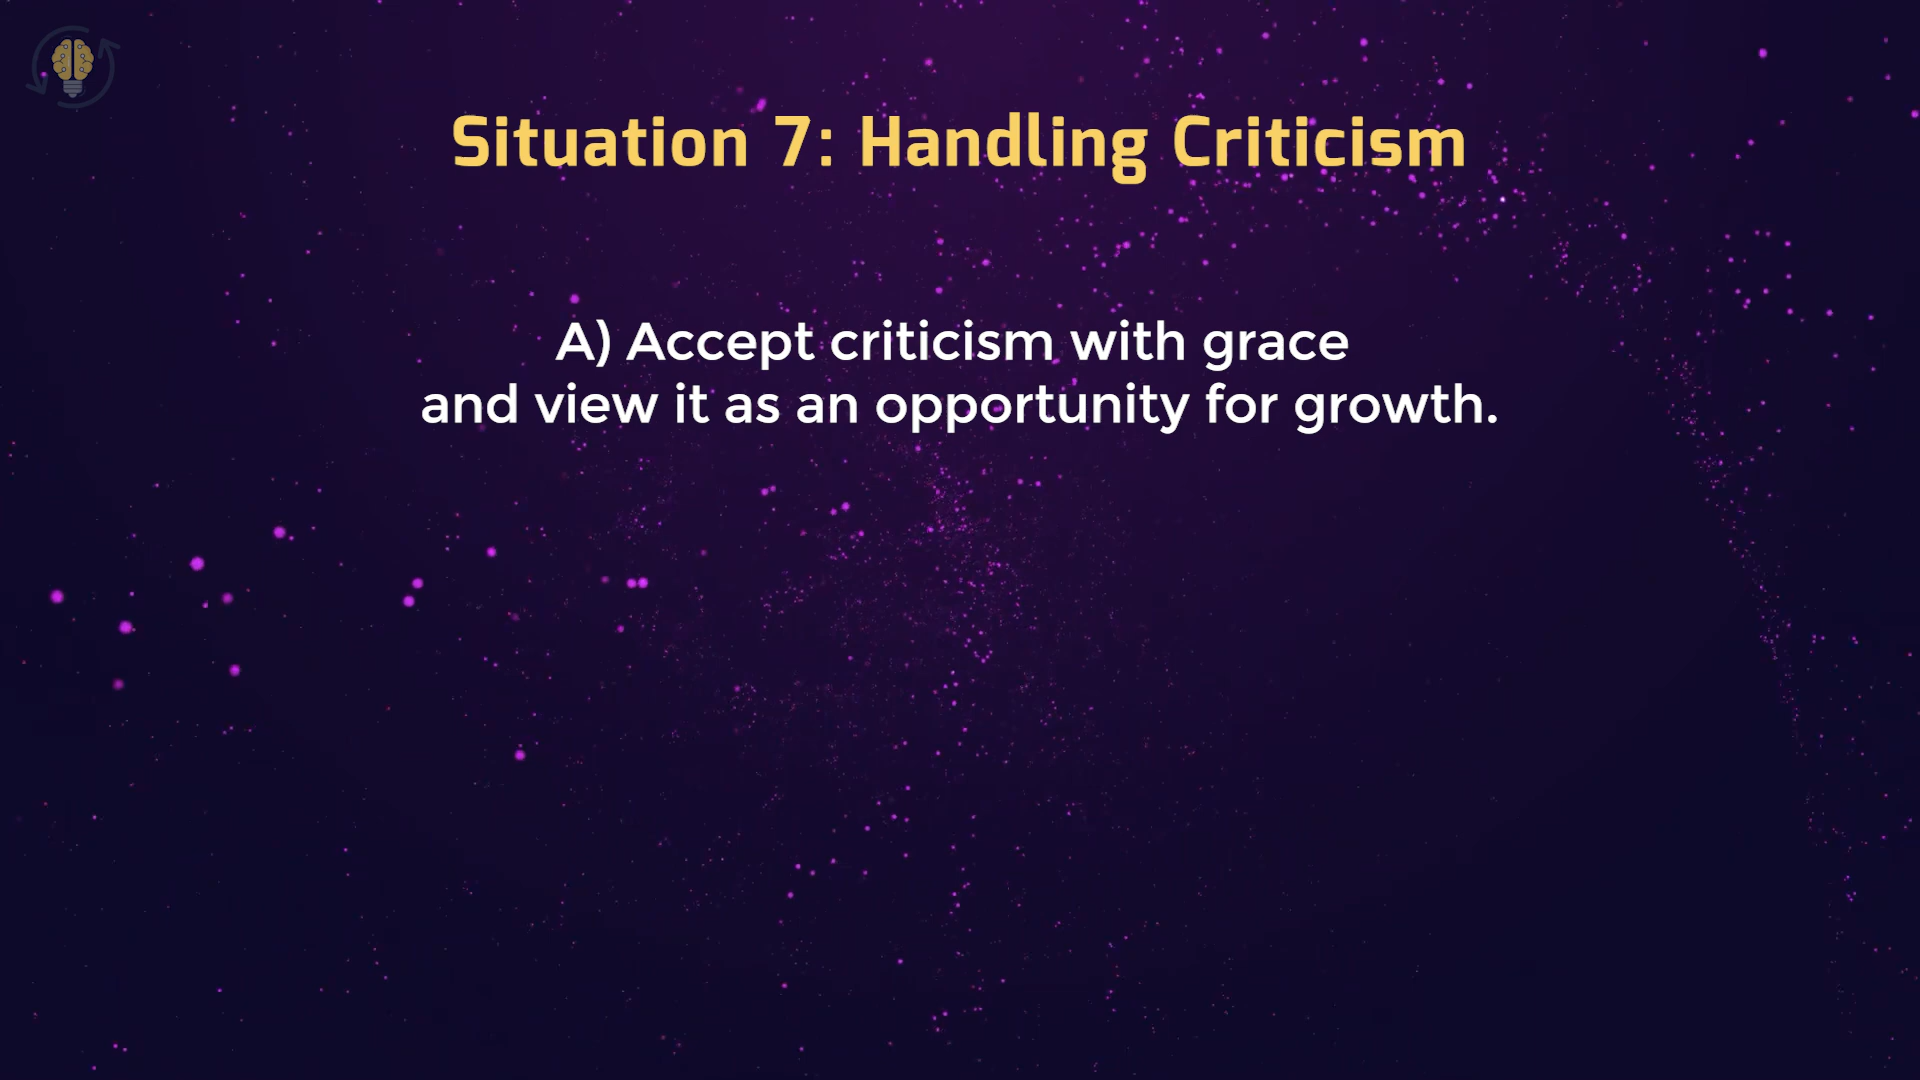 Situation 7: Handling Criticism
A) Accept criticism with grace
and view it as an opportunity for growth.